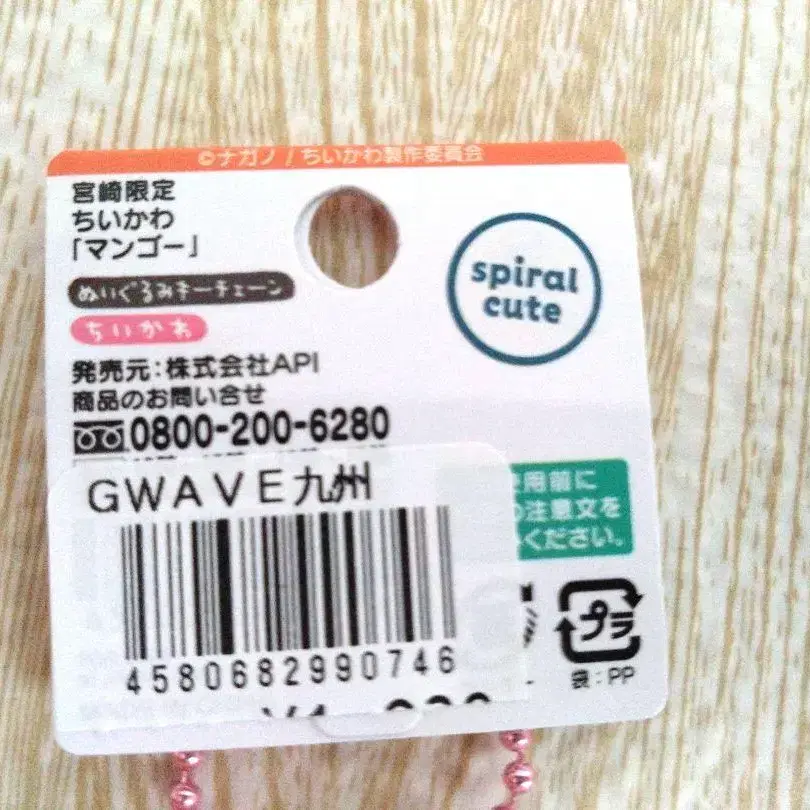 ©ナガノ / ちいかわ製作委員会
宮崎限定
ちいかわ
「マンゴー」
ぬいぐるみキーチェーン
ちいかわ
spiral
cute
発売元:株式会社API
商品のお問い合せ
0800-200-6280
GWAVE九州
4580682990746
用前に
注意文を
ください。
プラ
袋:PP